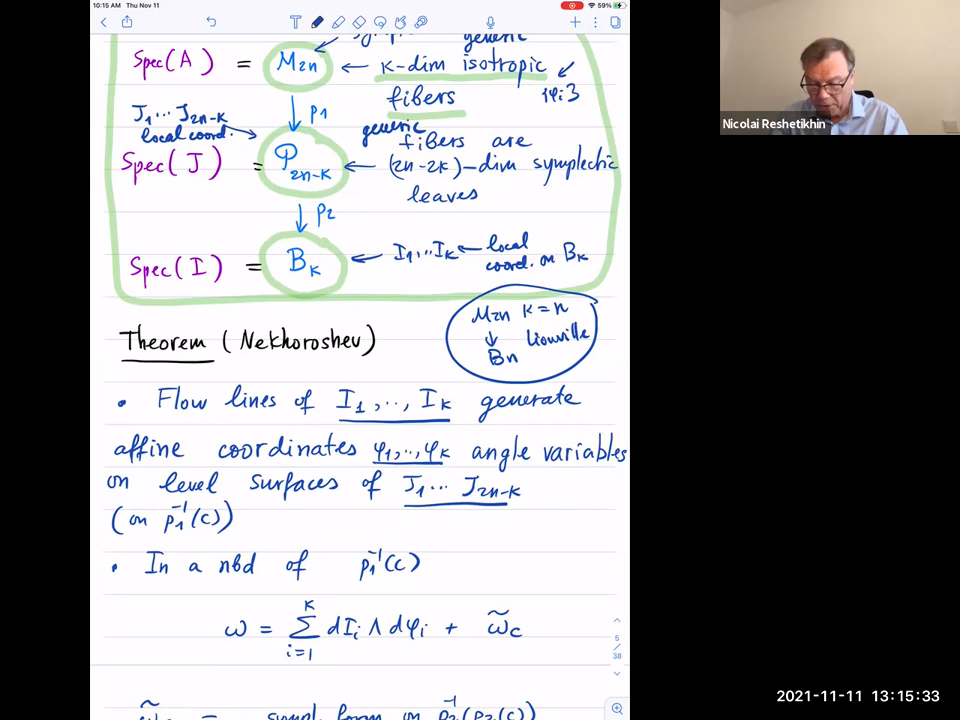 10:15 AM Thu Nov 11
59%
generic
Spec(A) = M2n ← K-dim isotropic
fibers {φi}
J1 ... J2n-K
local coord.
↓ p1
generic
fibers are
Spec(J) = P2n-K ← (2n-2K)-dim symplectic
leaves
↓ p2
Spec(I) = BK ← I1...IK ← local
coord. on BK
M2n K=n
↓ Liouville
Bn
Theorem (Nekhoroshev)
• Flow lines of I1,..,IK generate
affine coordinates φ1,..,φK angle variables
on level surfaces of J1... J2n-K
(on p1⁻¹(c))
• In a nbd of p1⁻¹(c)
ω = Σ_{i=1}^{K} dIi ∧ dφi + ω̃c
5
/
38
Nicolai Reshetikhin
2021-11-11 13:15:33